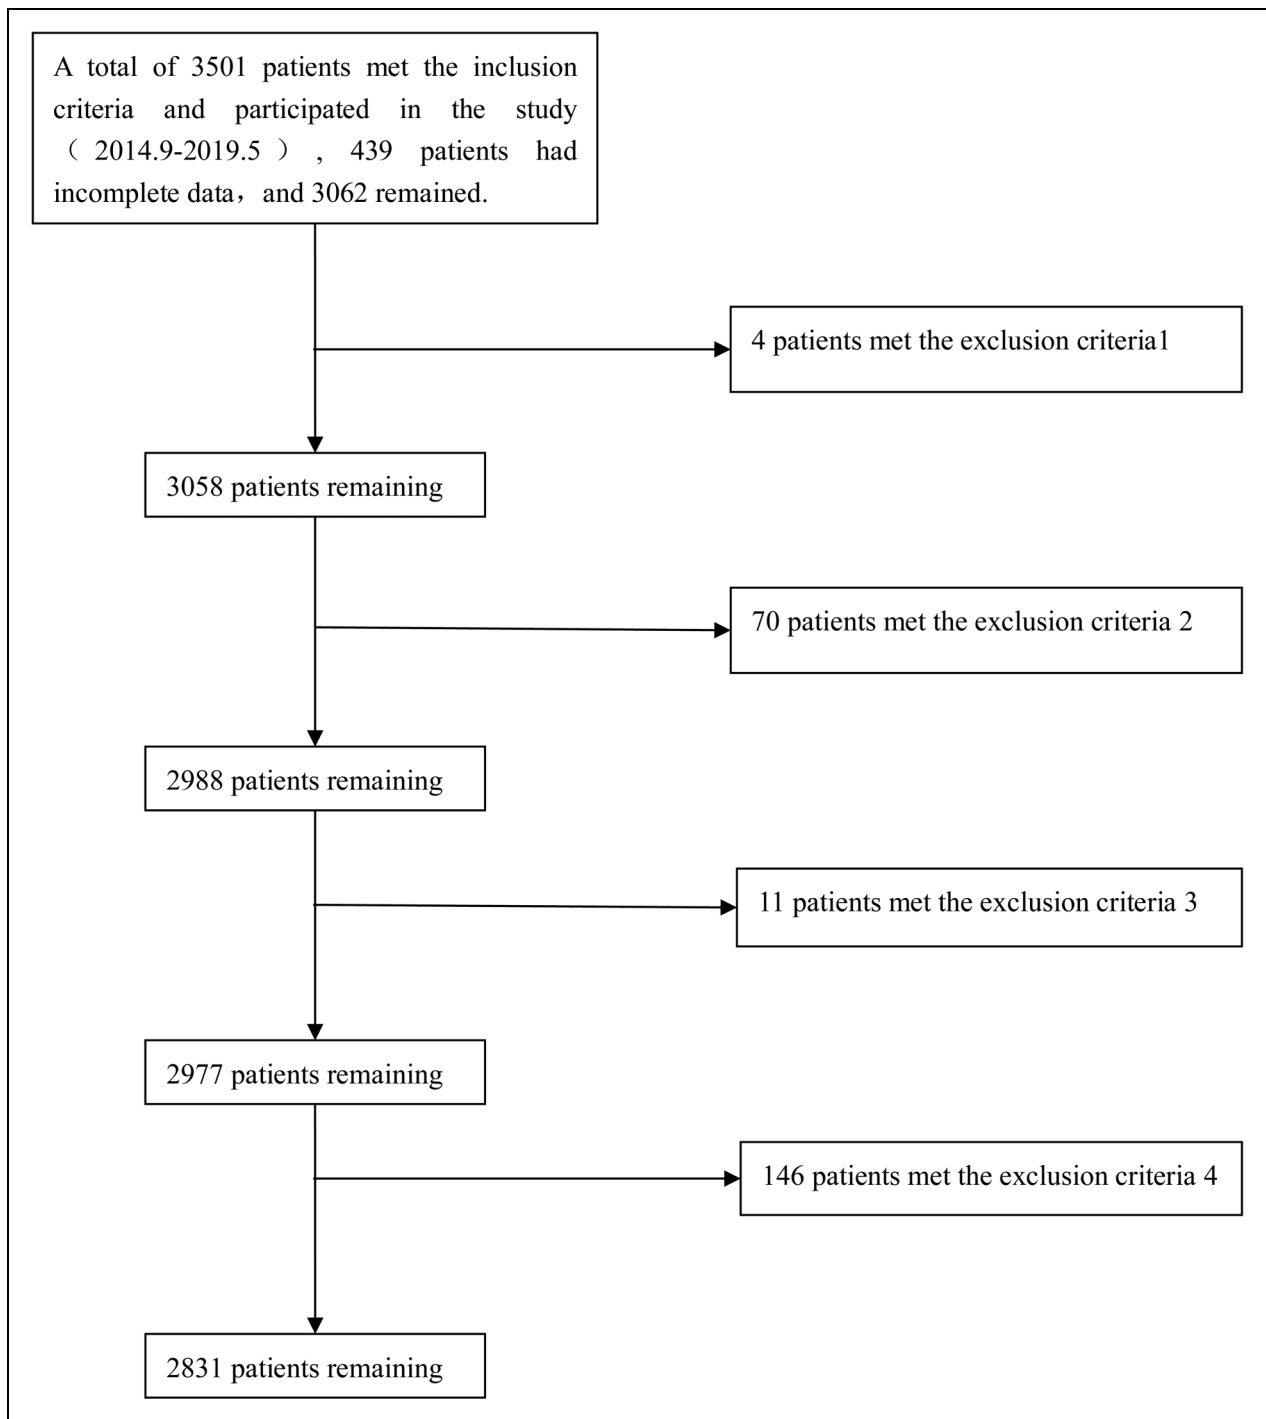 A total of 3501 patients met the inclusion
criteria and participated in the study
（2014.9-2019.5）, 439 patients had
incomplete data，and 3062 remained.
4 patients met the exclusion criteria1
3058 patients remaining
70 patients met the exclusion criteria 2
2988 patients remaining
11 patients met the exclusion criteria 3
2977 patients remaining
146 patients met the exclusion criteria 4
2831 patients remaining